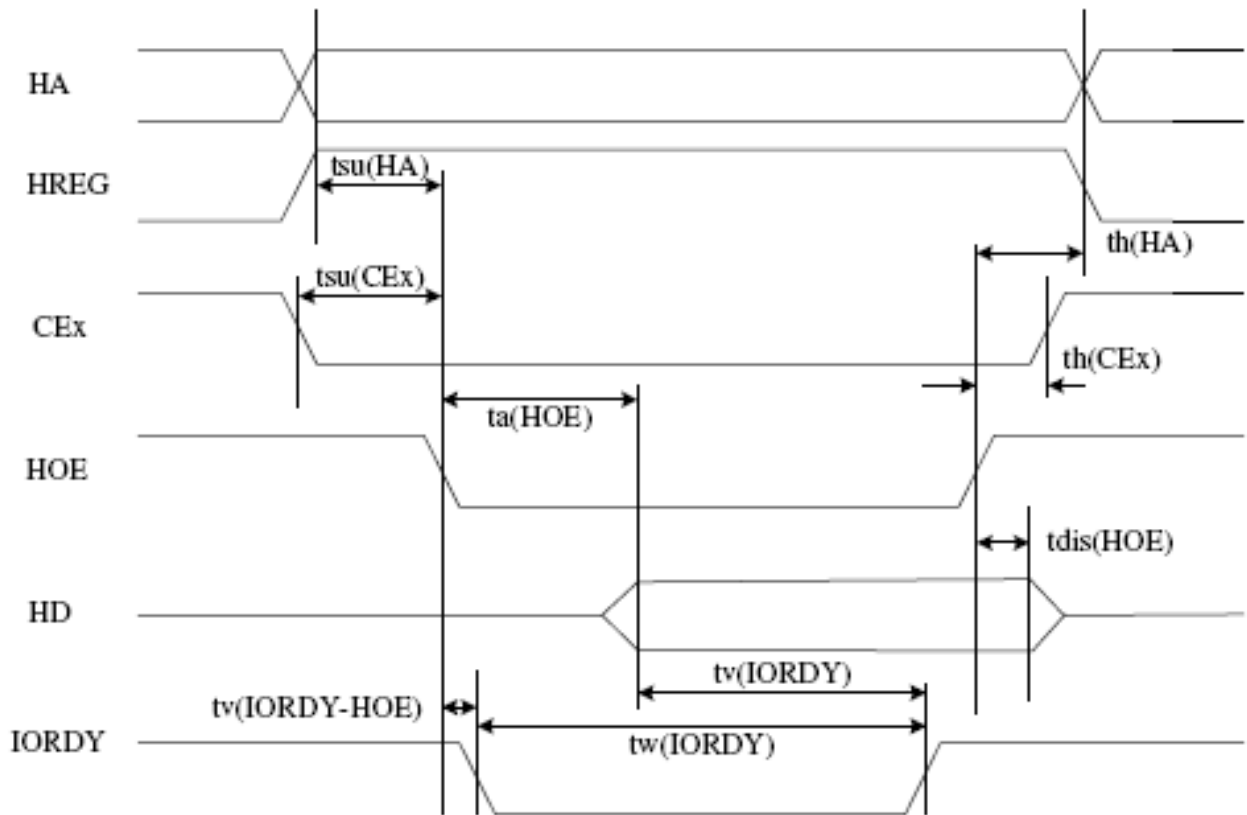 HA
HREG
tsu(HA)
th(HA)
tsu(CEx)
CEx
th(CEx)
ta(HOE)
HOE
tdis(HOE)
HD
tv(IORDY)
tv(IORDY-HOE)
IORDY
tw(IORDY)